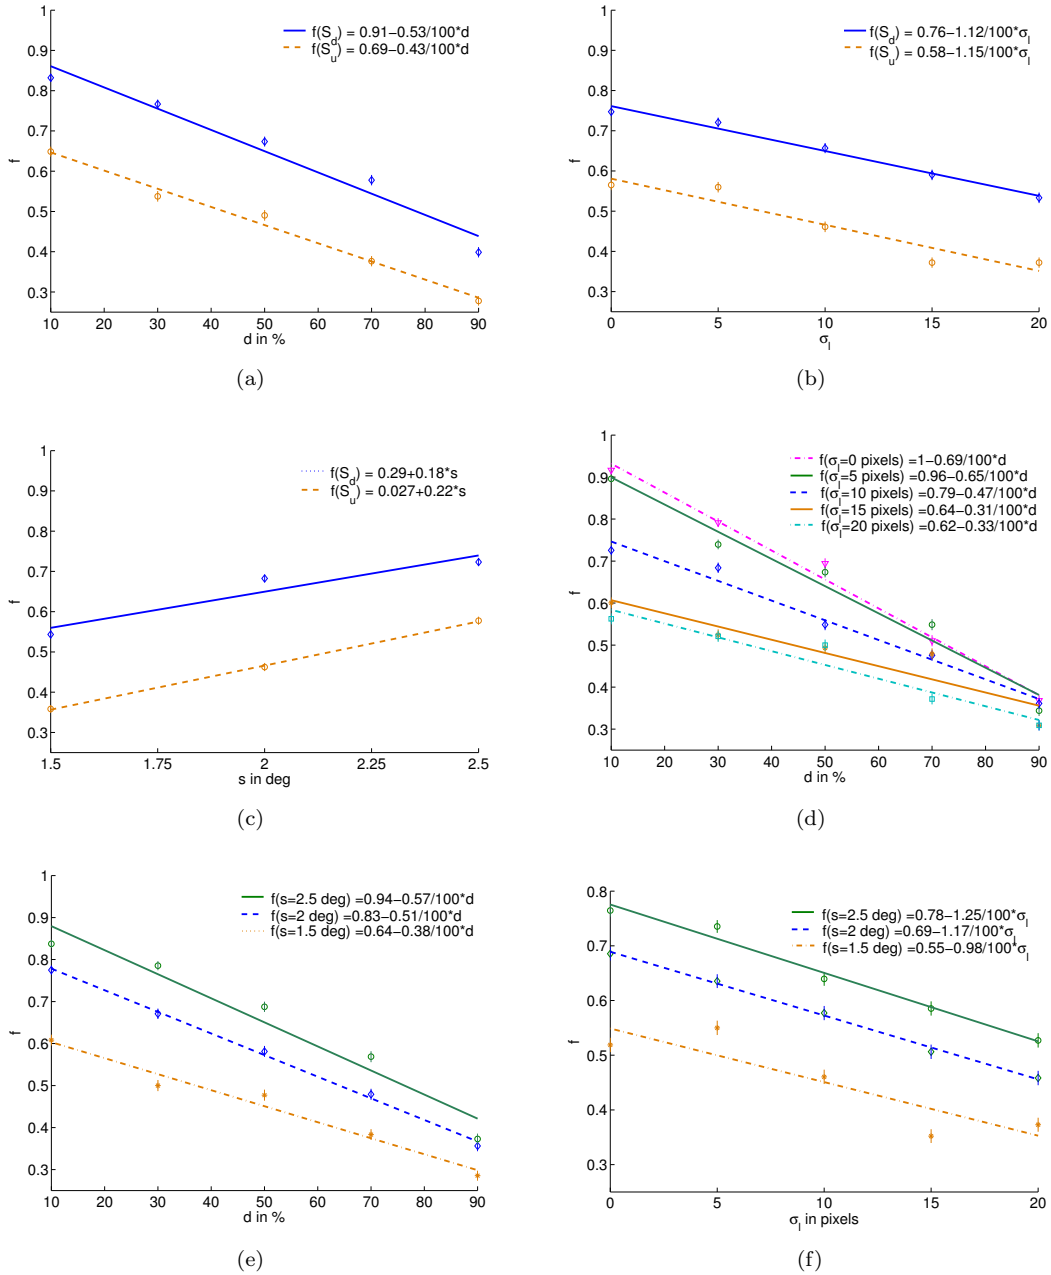 f(S_d) = 0.91−0.53/100*d
f(S_u) = 0.69−0.43/100*d
1
0.9
0.8
0.7
0.6
0.5
0.4
0.3
f
10 20 30 40 50 60 70 80 90
d in %
(a)
f(S_d) = 0.76−1.12/100*σ_l
f(S_u) = 0.58−1.15/100*σ_l
1
0.9
0.8
0.7
0.6
0.5
0.4
0.3
f
0 5 10 15 20
σ_l
(b)
f(S_d) = 0.29+0.18*s
f(S_u) = 0.027+0.22*s
1
0.9
0.8
0.7
0.6
0.5
0.4
0.3
f
1.5 1.75 2 2.25 2.5
s in deg
(c)
f(σ_l=0 pixels) =1−0.69/100*d
f(σ_l=5 pixels) =0.96−0.65/100*d
f(σ_l=10 pixels) =0.79−0.47/100*d
f(σ_l=15 pixels) =0.64−0.31/100*d
f(σ_l=20 pixels) =0.62−0.33/100*d
1
0.9
0.8
0.7
0.6
0.5
0.4
0.3
f
10 20 30 40 50 60 70 80 90
d in %
(d)
f(s=2.5 deg) =0.94−0.57/100*d
f(s=2 deg) =0.83−0.51/100*d
f(s=1.5 deg) =0.64−0.38/100*d
1
0.9
0.8
0.7
0.6
0.5
0.4
0.3
f
10 20 30 40 50 60 70 80 90
d in %
(e)
f(s=2.5 deg) =0.78−1.25/100*σ_l
f(s=2 deg) =0.69−1.17/100*σ_l
f(s=1.5 deg) =0.55−0.98/100*σ_l
0.8
0.7
0.6
0.5
0.4
0.3
f
0 5 10 15 20
σ_l in pixels
(f)